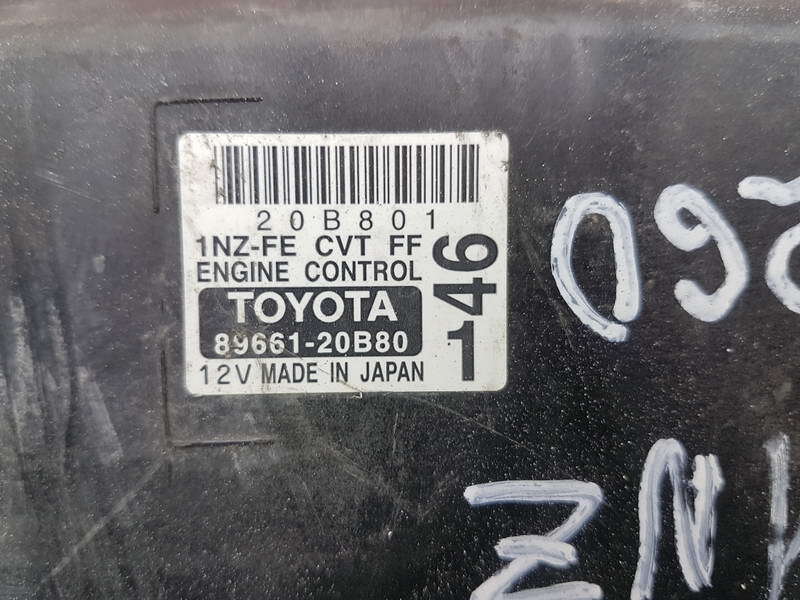 20B801
1NZ-FE CVT FF
ENGINE CONTROL
TOYOTA
89661-20B80
12V MADE IN JAPAN
146